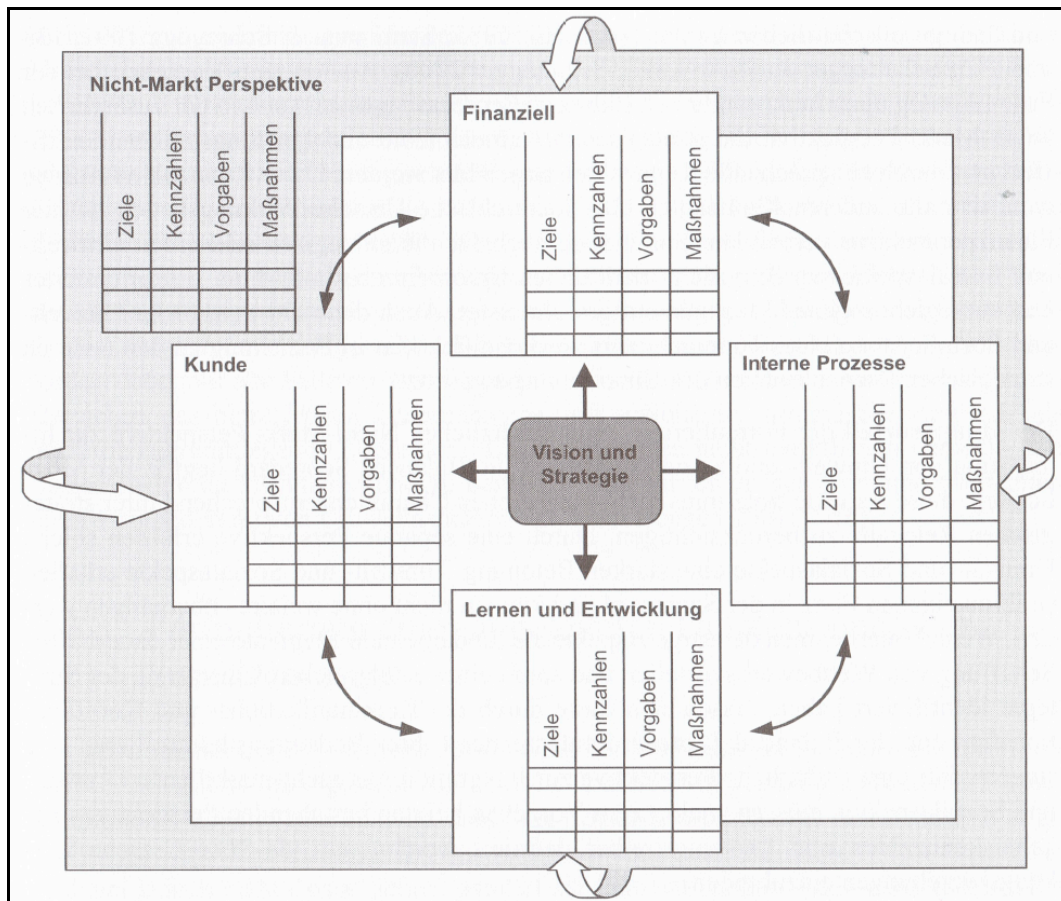 Nicht-Markt Perspektive
Ziele
Kennzahlen
Vorgaben
Maßnahmen
Finanziell
Ziele
Kennzahlen
Vorgaben
Maßnahmen
Kunde
Ziele
Kennzahlen
Vorgaben
Maßnahmen
Vision und
Strategie
Interne Prozesse
Ziele
Kennzahlen
Vorgaben
Maßnahmen
Lernen und Entwicklung
Ziele
Kennzahlen
Vorgaben
Maßnahmen